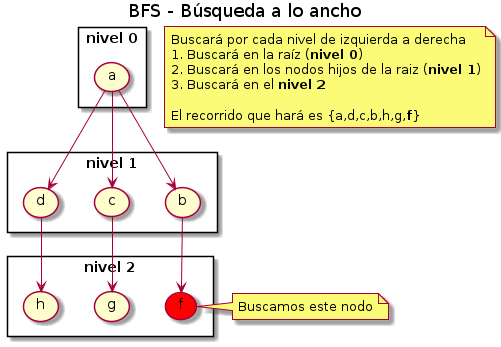 BFS - Búsqueda a lo ancho
nivel 0
a
Buscará por cada nivel de izquierda a derecha
1. Buscará en la raíz (nivel 0)
2. Buscará en los nodos hijos de la raiz (nivel 1)
3. Buscará en el nivel 2
El recorrido que hará es {a,d,c,b,h,g,f}
nivel 1
d c b
nivel 2
h g f
Buscamos este nodo